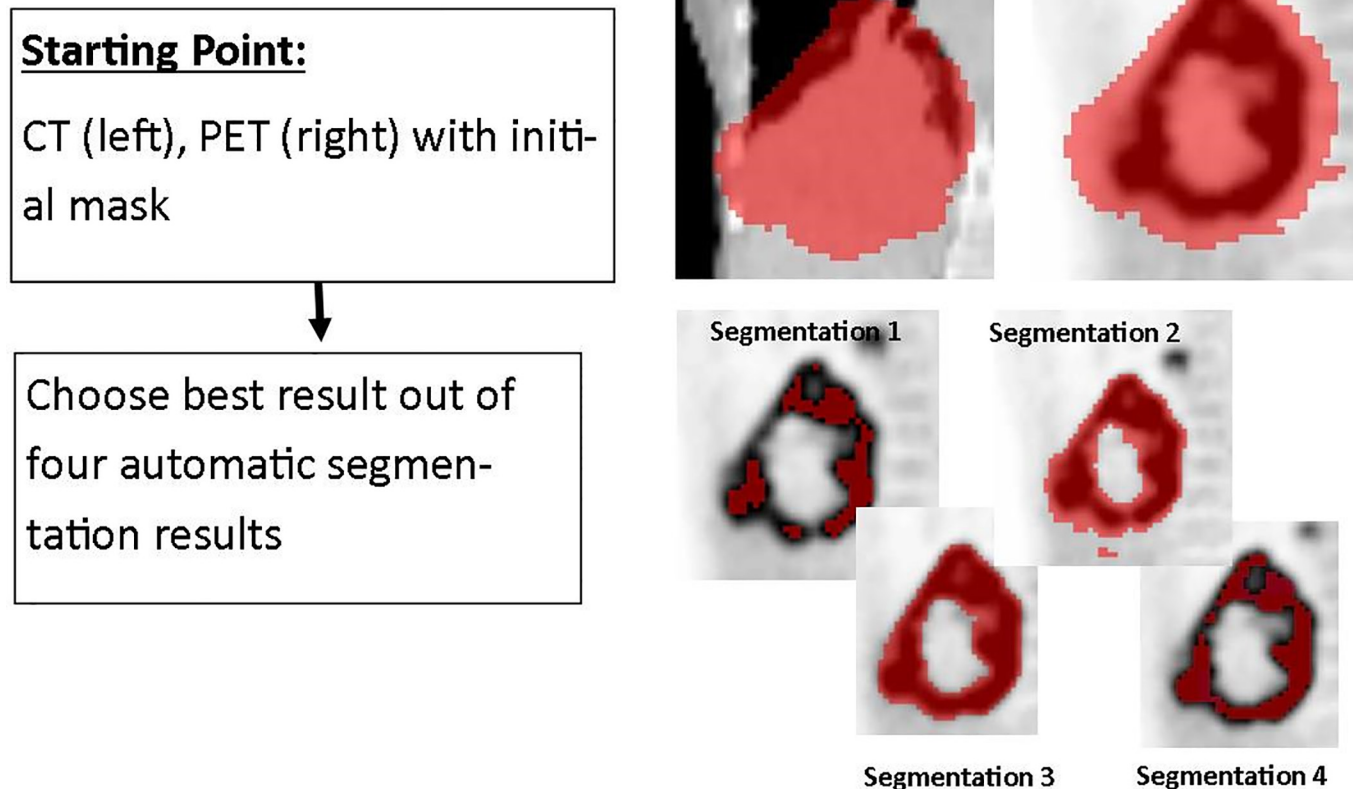 Starting Point:
CT (left), PET (right) with initi-
al mask
Choose best result out of
four automatic segmen-
tation results
Segmentation 1
Segmentation 2
Segmentation 3
Segmentation 4